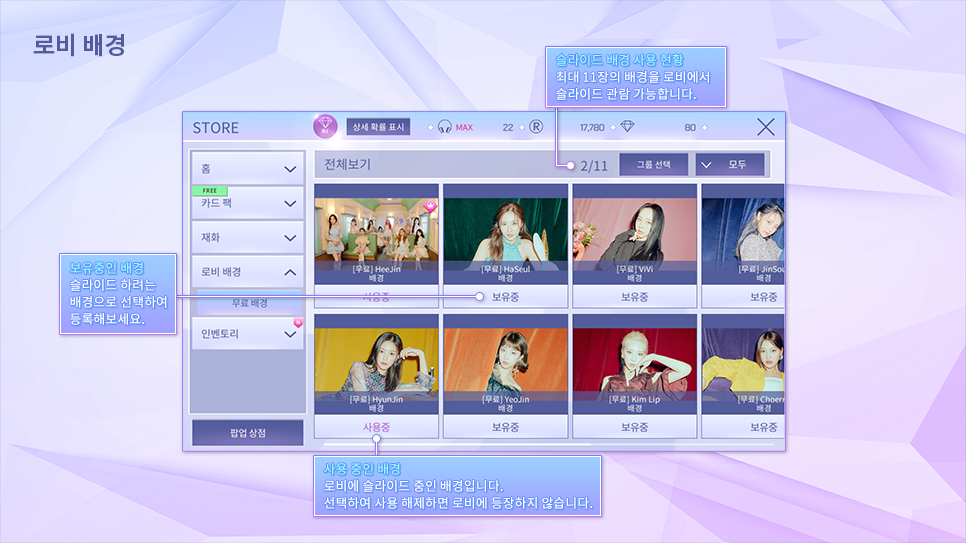 로비 배경
슬라이드 배경 사용 현황
최대 11장의 배경을 로비에서
슬라이드 관람 가능합니다.
STORE
상세 확률 표시
MAX
22
R
17,780
80
홈
FREE
카드 팩
재화
로비 배경
무료 배경
인벤토리
팝업 상점
전체보기
2/11
그룹 선택
모두
[무료] HeeJin
배경
사용중
[무료] HaSeul
배경
보유중
[무료] ViVi
배경
보유중
[무료] JinSou
배경
보유중
[무료] HyunJin
배경
사용중
[무료] YeoJin
배경
보유중
[무료] Kim Lip
배경
보유중
[무료] Choerr
배경
보유중
보유중인 배경
슬라이드 하려는
배경으로 선택하여
등록해보세요.
사용 중인 배경
로비에 슬라이드 중인 배경입니다.
선택하여 사용 해제하면 로비에 등장하지 않습니다.